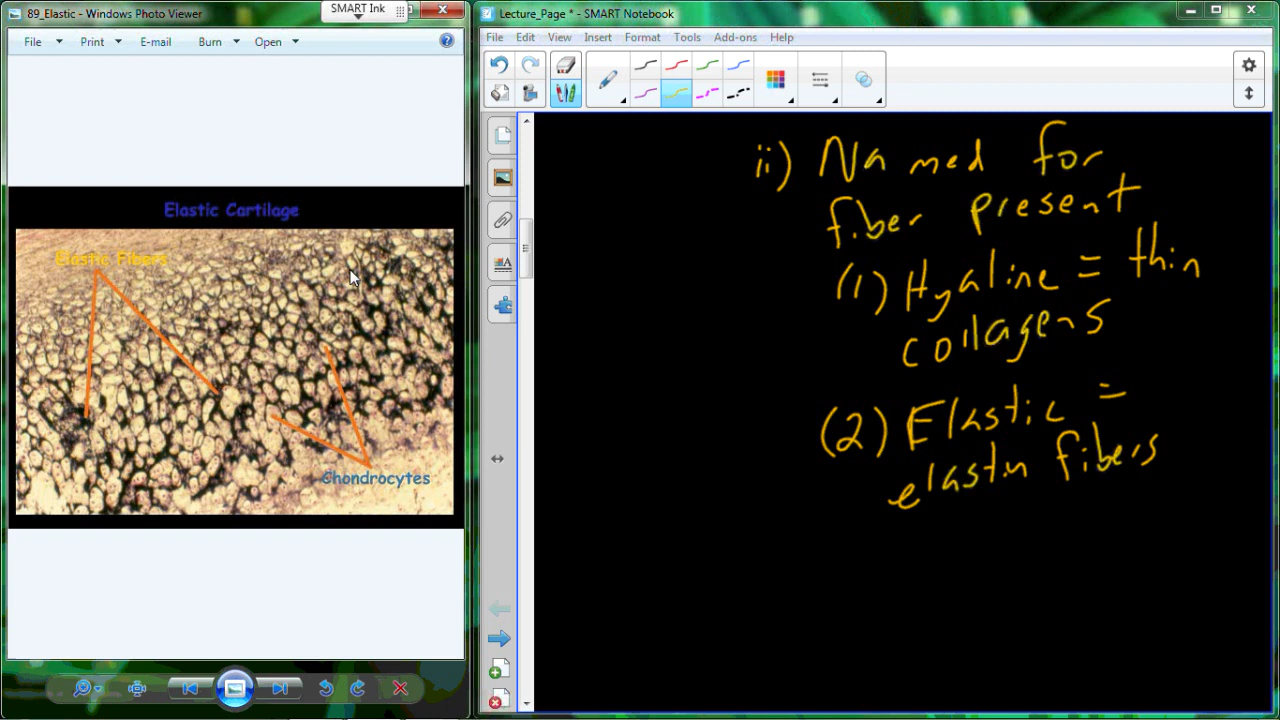 89_Elastic - Windows Photo Viewer
SMART Ink
File Print E-mail Burn Open
Elastic Cartilage
Elastic Fibers
Chondrocytes
Lecture_Page * - SMART Notebook
File Edit View Insert Format Tools Add-ons Help
ii) Named for
fiber present
(1) Hyaline = thin
collagens
(2) Elastic =
elastin fibers